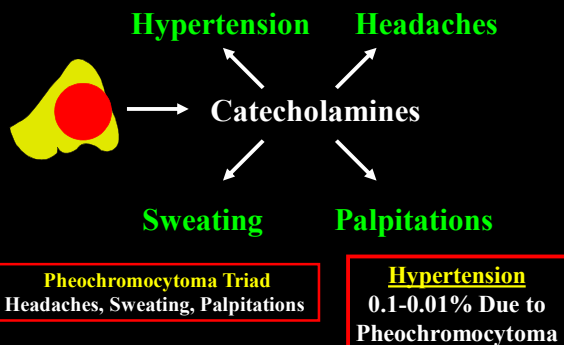 Hypertension Headaches
Catecholamines
Sweating Palpitations
Pheochromocytoma Triad
Headaches, Sweating, Palpitations
Hypertension
0.1-0.01% Due to
Pheochromocytoma